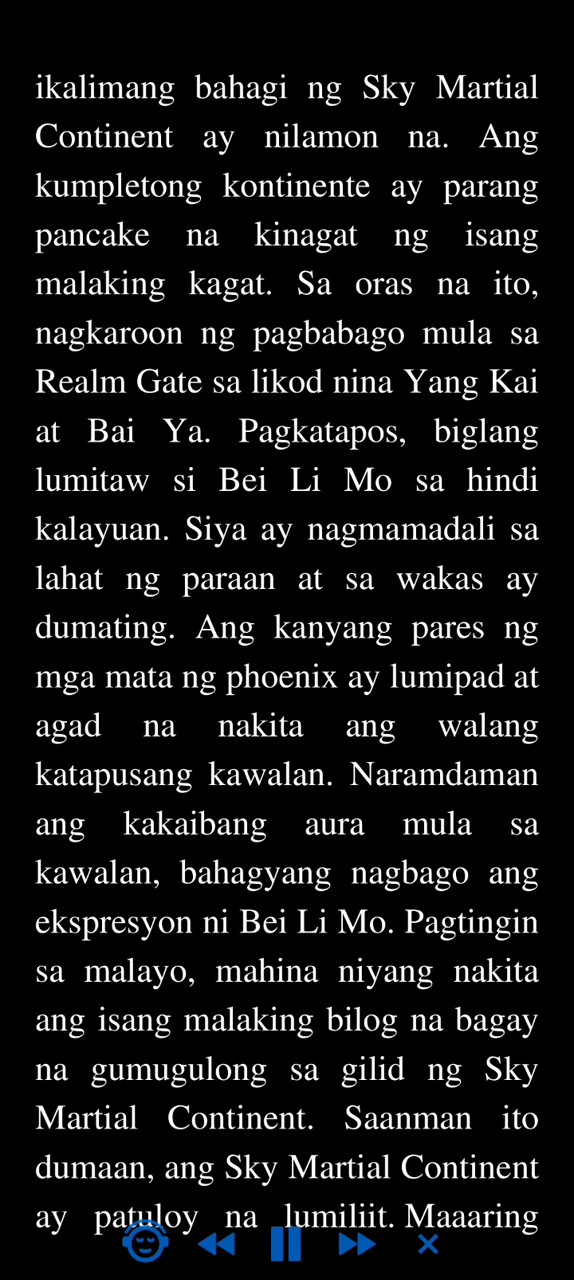 ikalimang bahagi ng Sky Martial
Continent ay nilamon na. Ang
kumpletong kontinente ay parang
pancake na kinagat ng isang
malaking kagat. Sa oras na ito,
nagkaroon ng pagbabago mula sa
Realm Gate sa likod nina Yang Kai
at Bai Ya. Pagkatapos, biglang
lumitaw si Bei Li Mo sa hindi
kalayuan. Siya ay nagmamadali sa
lahat ng paraan at sa wakas ay
dumating. Ang kanyang pares ng
mga mata ng phoenix ay lumipad at
agad na nakita ang walang
katapusang kawalan. Naramdaman
ang kakaibang aura mula sa
kawalan, bahagyang nagbago ang
ekspresyon ni Bei Li Mo. Pagtingin
sa malayo, mahina niyang nakita
ang isang malaking bilog na bagay
na gumugulong sa gilid ng Sky
Martial Continent. Saanman ito
dumaan, ang Sky Martial Continent
ay patuloy na lumiliit. Maaaring